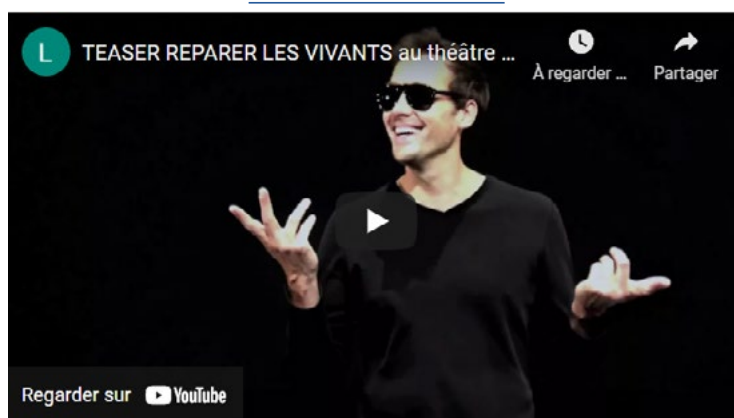 L
TEASER REPARER LES VIVANTS au théâtre ...
À regarder ...
Partager
Regarder sur YouTube